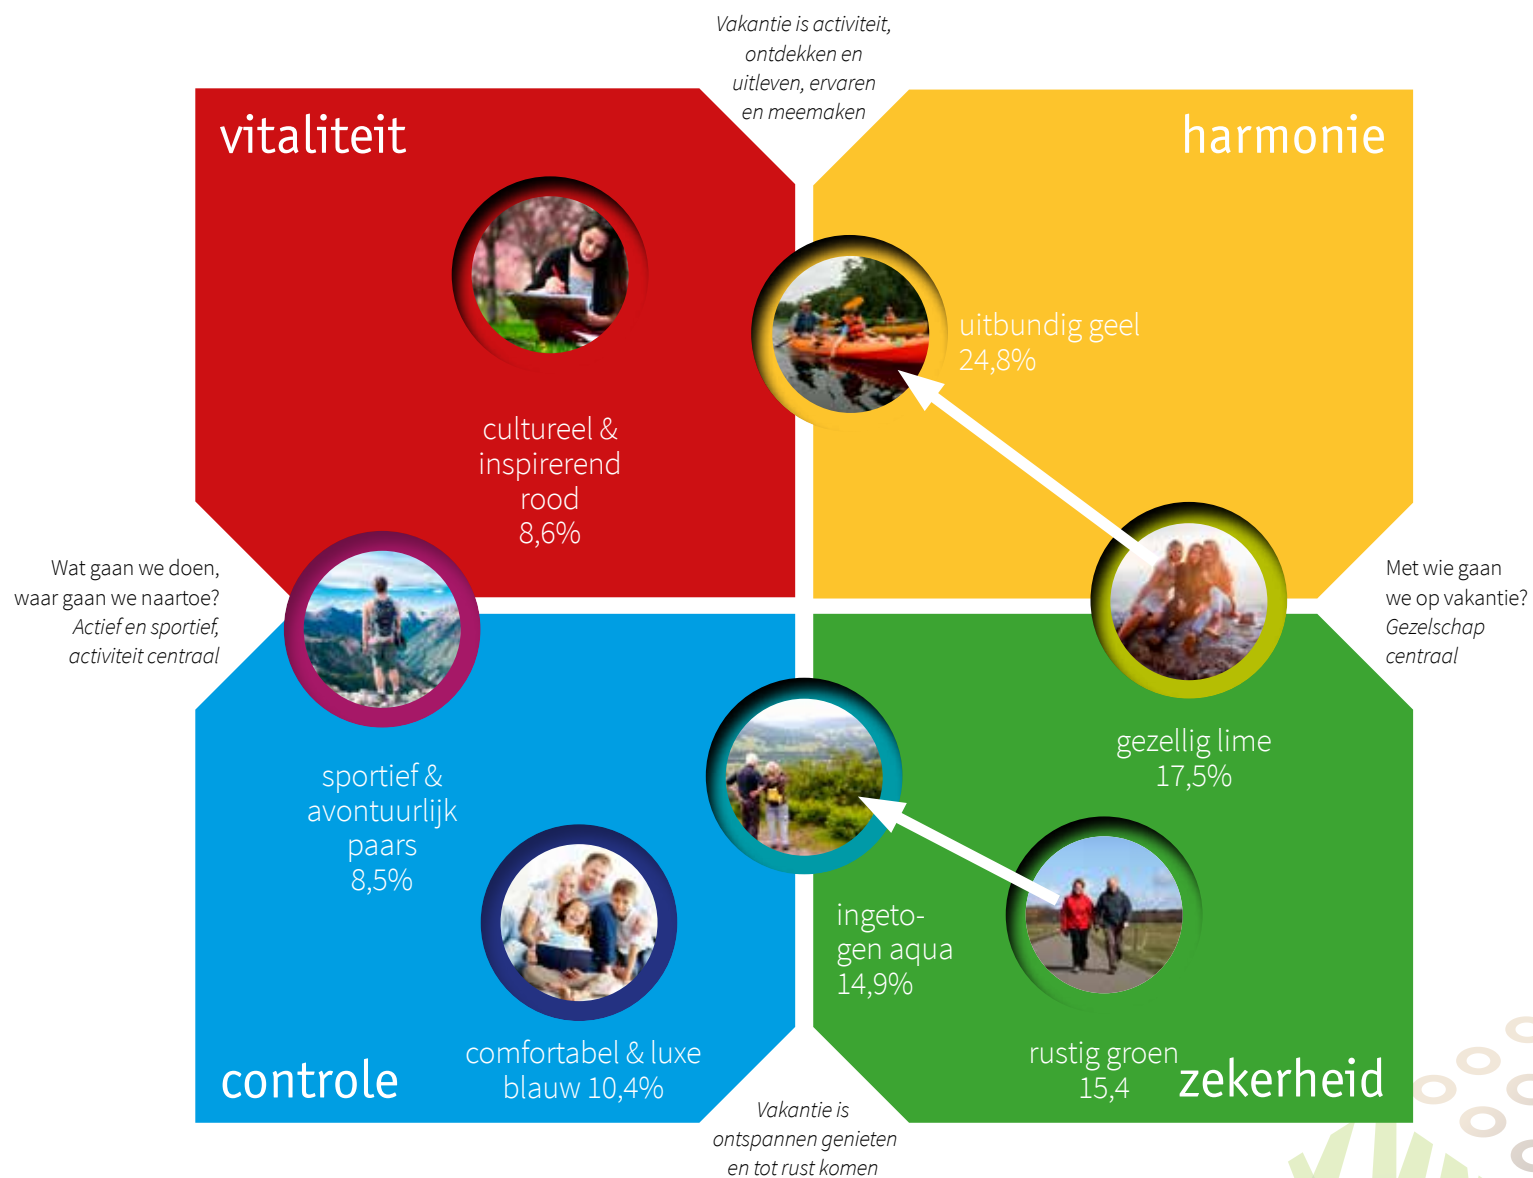 Vakantie is activiteit,
ontdekken en
uitleven, ervaren
en meemaken
vitaliteit
harmonie
uitbundig geel
24,8%
cultureel &
inspirerend
rood
8,6%
Wat gaan we doen,
waar gaan we naartoe?
Actief en sportief,
activiteit centraal
Met wie gaan
we op vakantie?
Gezelschap
centraal
gezellig lime
17,5%
sportief &
avontuurlijk
paars
8,5%
ingeto-
gen aqua
14,9%
comfortabel & luxe
blauw 10,4%
rustig groen
15,4
controle
zekerheid
Vakantie is
ontspannen genieten
en tot rust komen